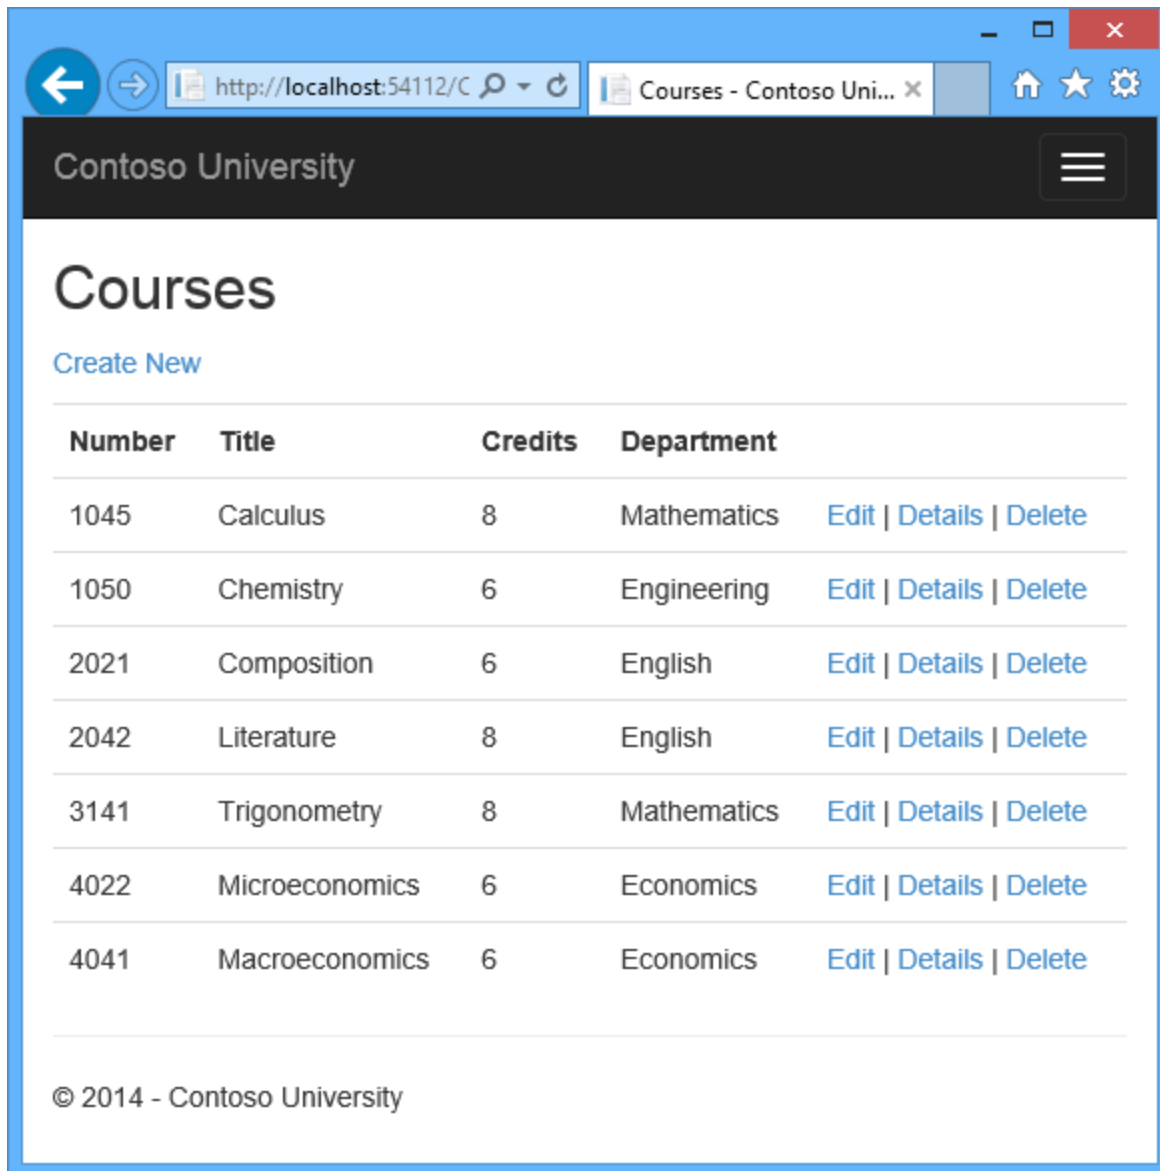 http://localhost:54112/C
Courses - Contoso Uni...
Contoso University
Courses
Create New
Number Title Credits Department
1045 Calculus 8 Mathematics Edit | Details | Delete
1050 Chemistry 6 Engineering Edit | Details | Delete
2021 Composition 6 English Edit | Details | Delete
2042 Literature 8 English Edit | Details | Delete
3141 Trigonometry 8 Mathematics Edit | Details | Delete
4022 Microeconomics 6 Economics Edit | Details | Delete
4041 Macroeconomics 6 Economics Edit | Details | Delete
© 2014 - Contoso University